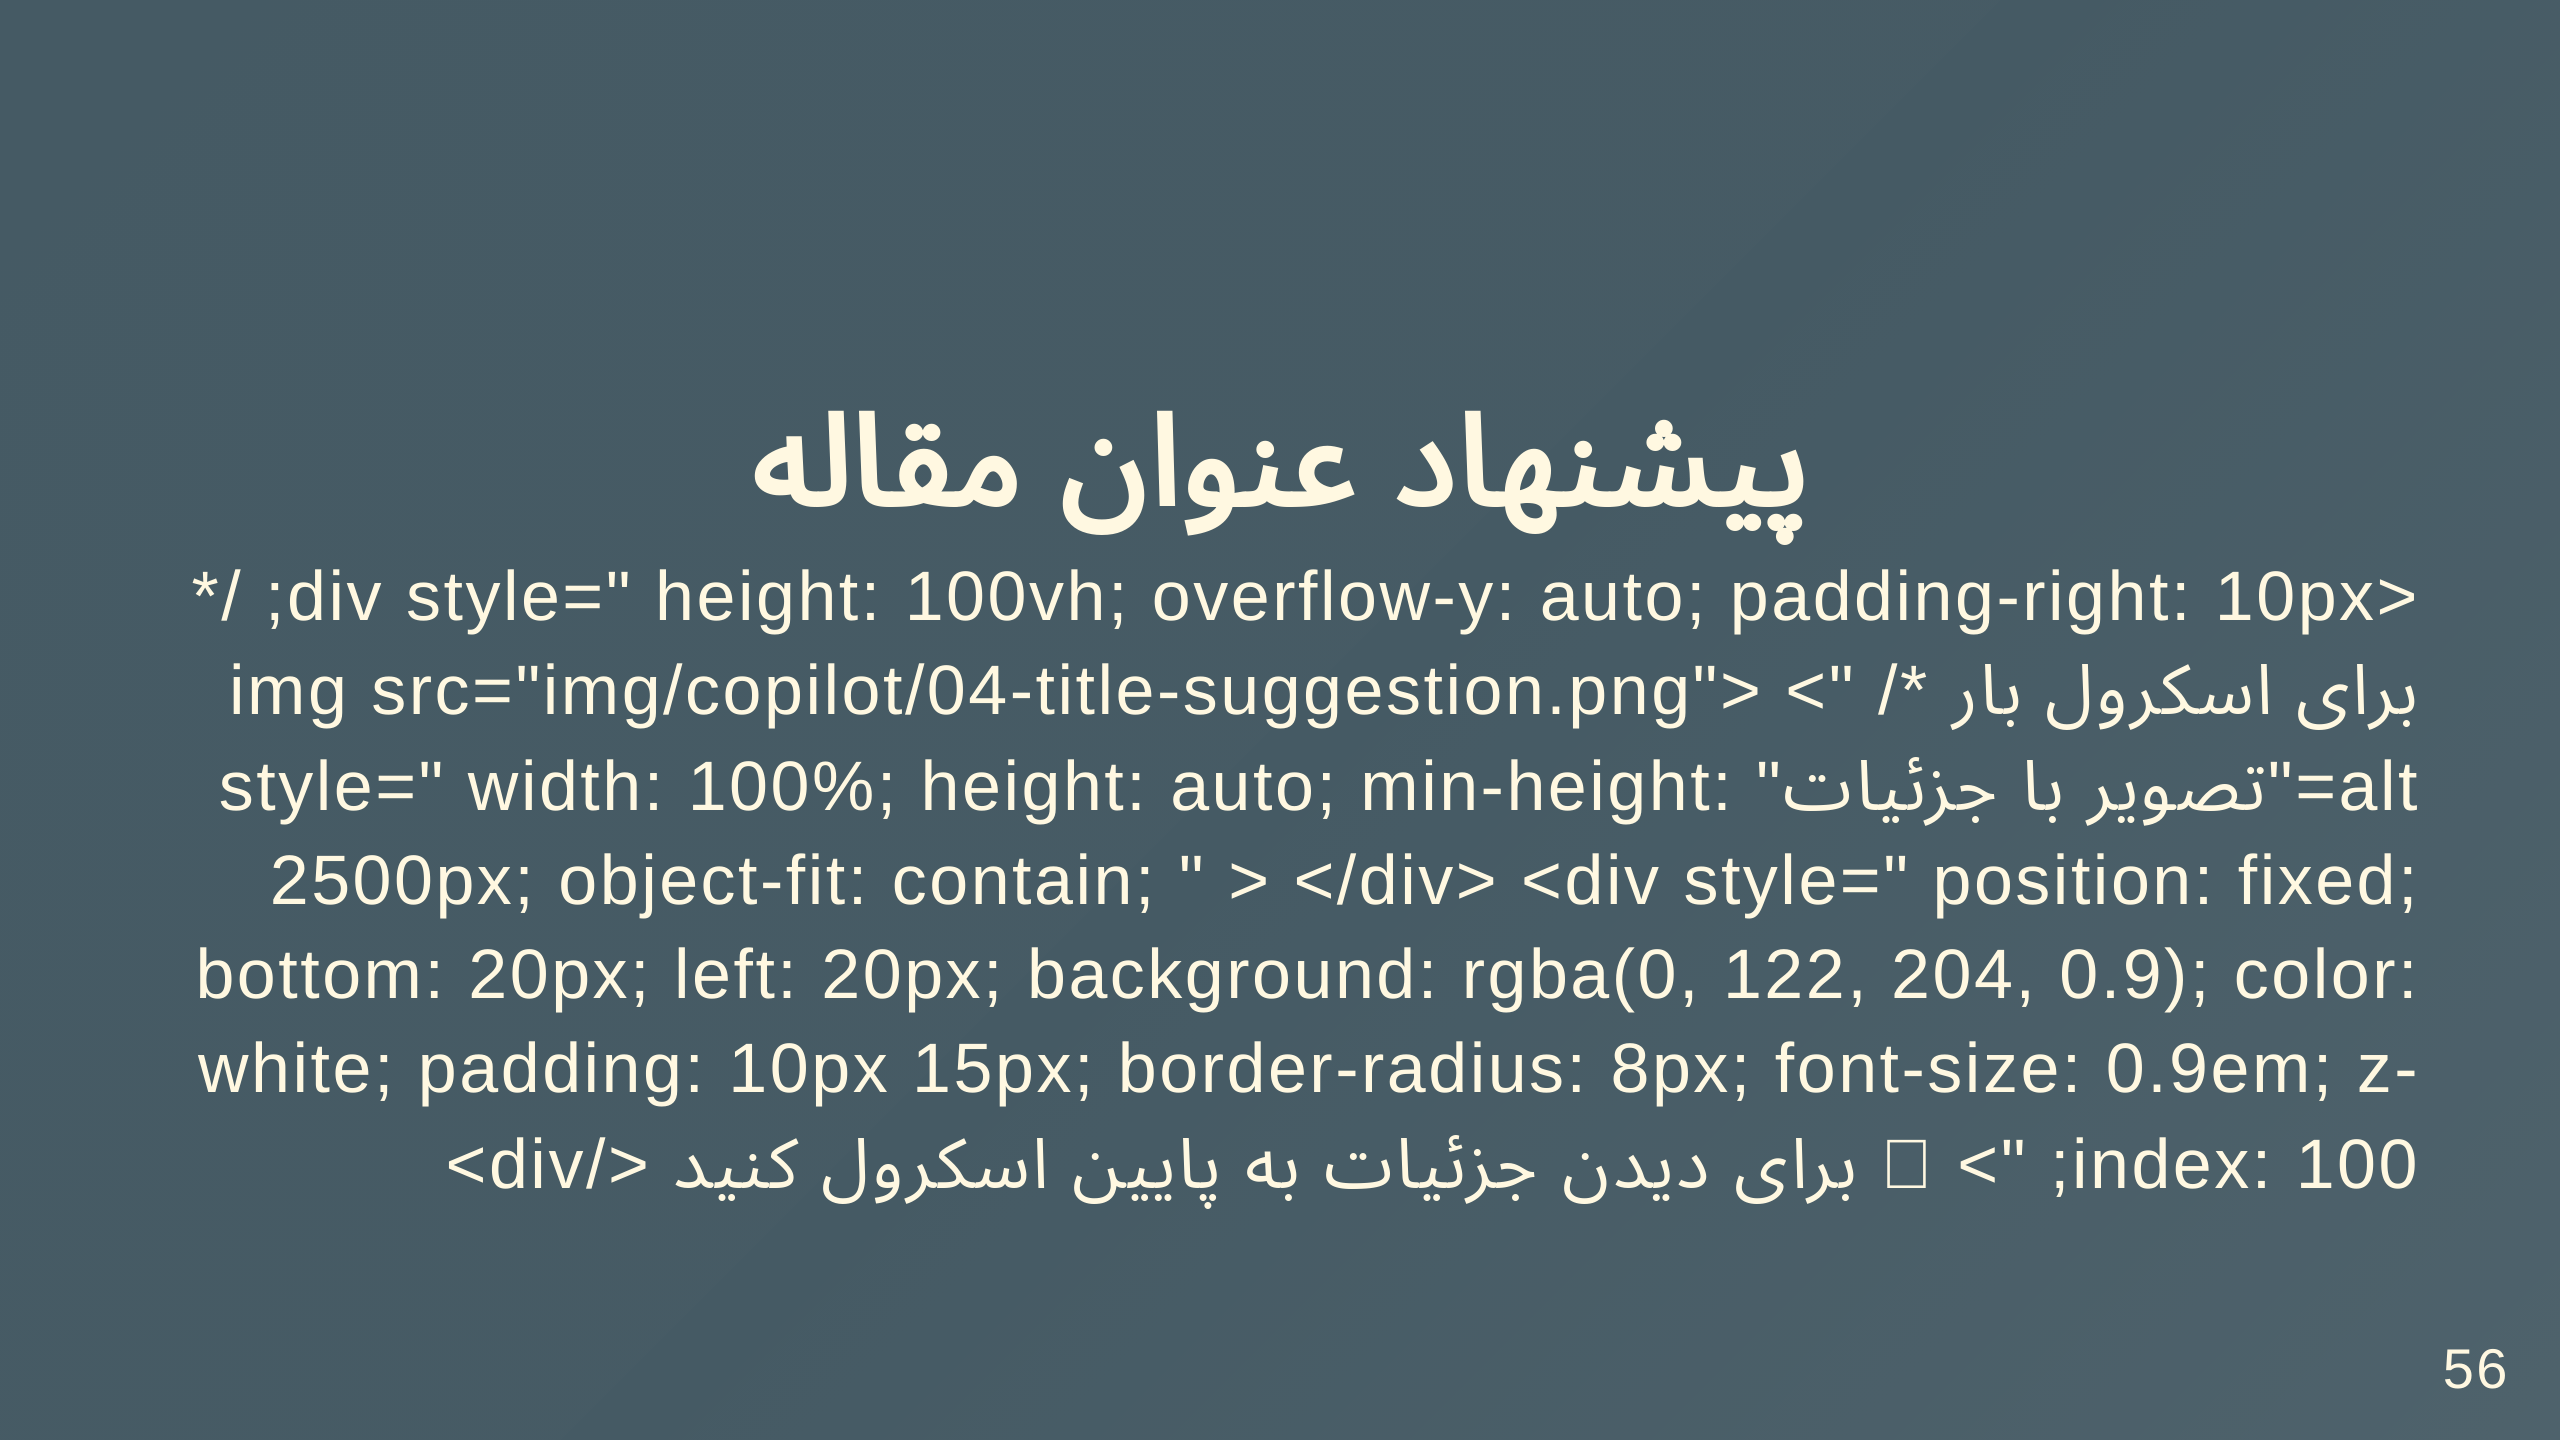 پیشنهاد عنوان مقاله
<div style=" height: 100vh; overflow-y: auto; padding-right: 10px; /*
برای اسکرول بار */ "> <img src="img/copilot/04-title-suggestion.png"
alt="تصویر با جزئیات" style=" width: 100%; height: auto; min-height:
2500px; object-fit: contain; " > </div> <div style=" position: fixed;
bottom: 20px; left: 20px; background: rgba(0, 122, 204, 0.9); color:
white; padding: 10px 15px; border-radius: 8px; font-size: 0.9em; z-
index: 100; "> برای دیدن جزئیات به پایین اسکرول کنید </div>
56